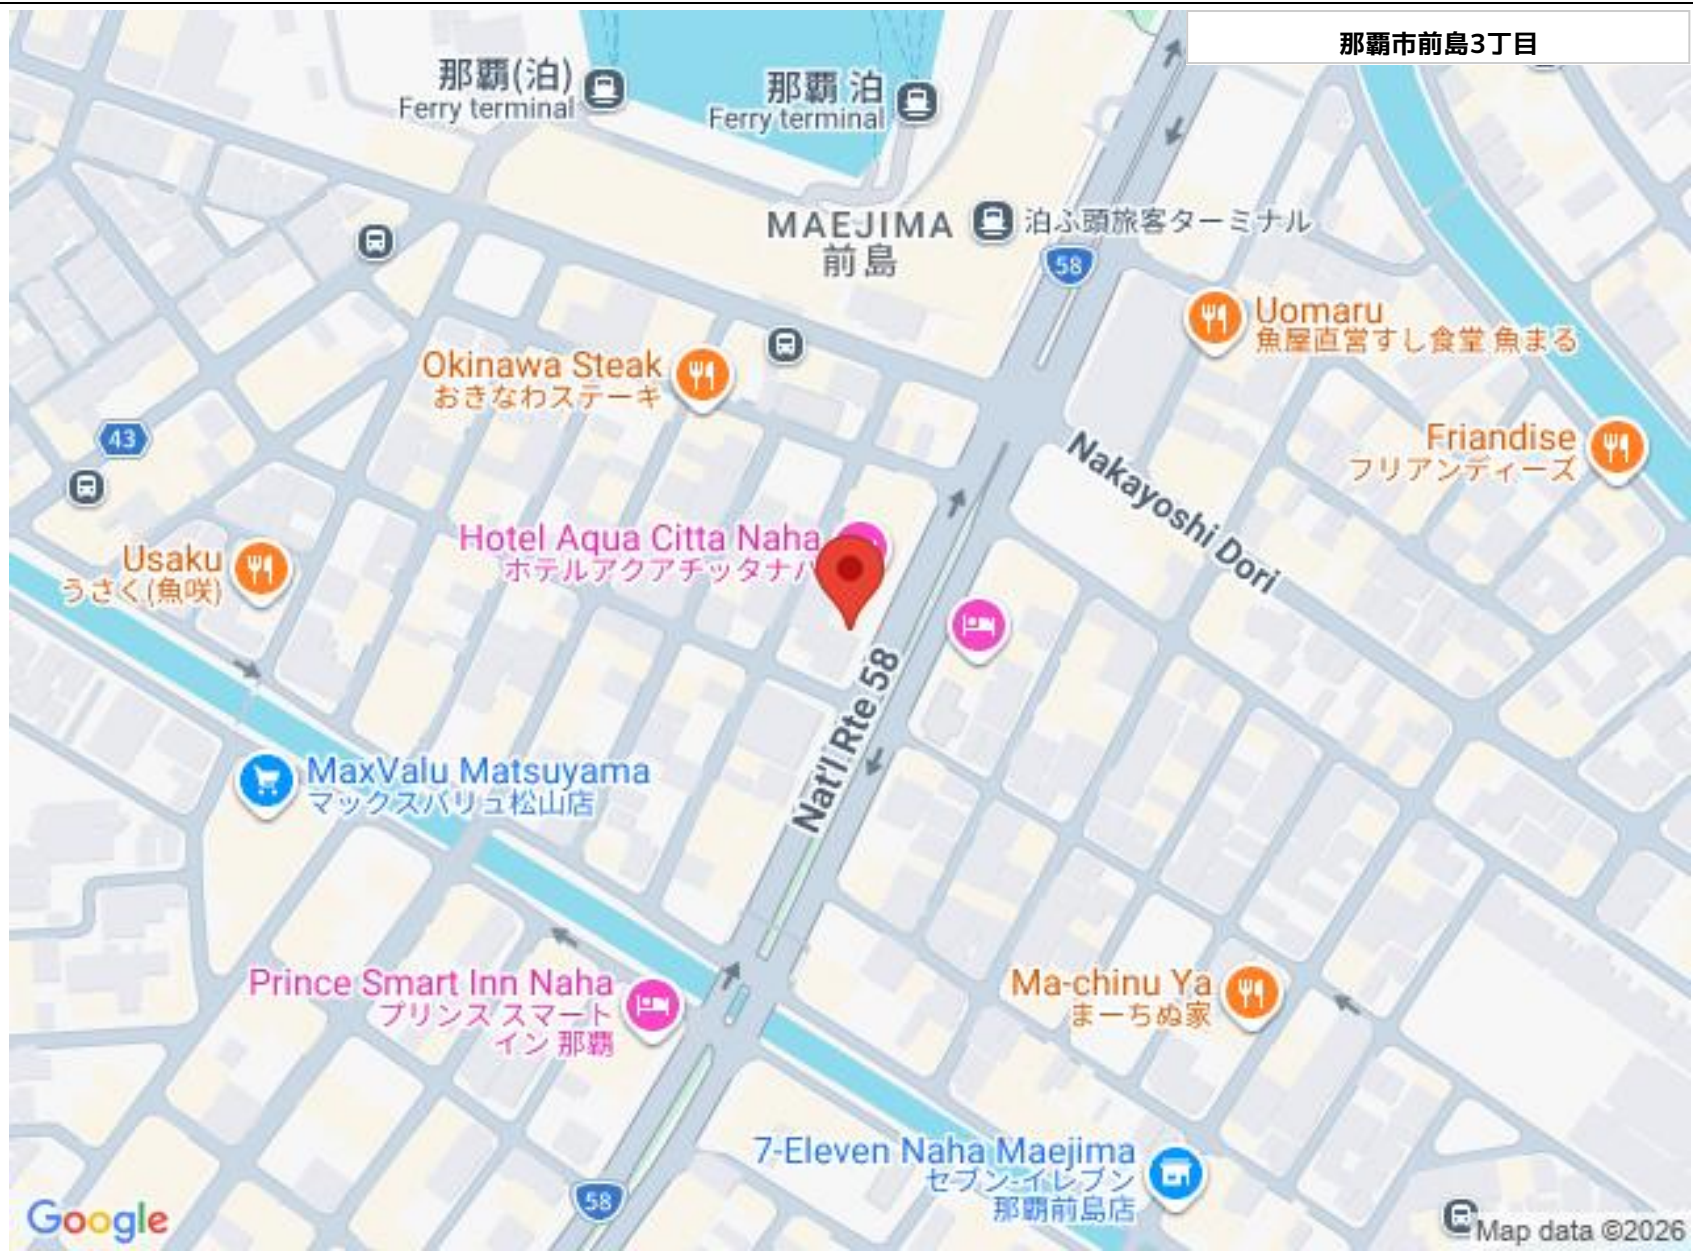 那覇市前島3丁目
那覇(泊)
Ferry terminal
那覇 泊
Ferry terminal
MAEJIMA
前島
泊ふ頭旅客ターミナル
58
Uomaru
魚屋直営すし食堂 魚まる
Okinawa Steak
おきなわステーキ
43
Friandise
フリアンディーズ
Nakayoshi Dori
Hotel Aqua Citta Naha
ホテルアクアチッタナハ
Usaku
うさく(魚咲)
Nat'l Rte 58
MaxValu Matsuyama
マックスバリュ松山店
Prince Smart Inn Naha
プリンス スマート
イン 那覇
Ma-chinu Ya
まーちぬ家
7-Eleven Naha Maejima
セブン-イレブン
那覇前島店
58
Google
Map data ©2026